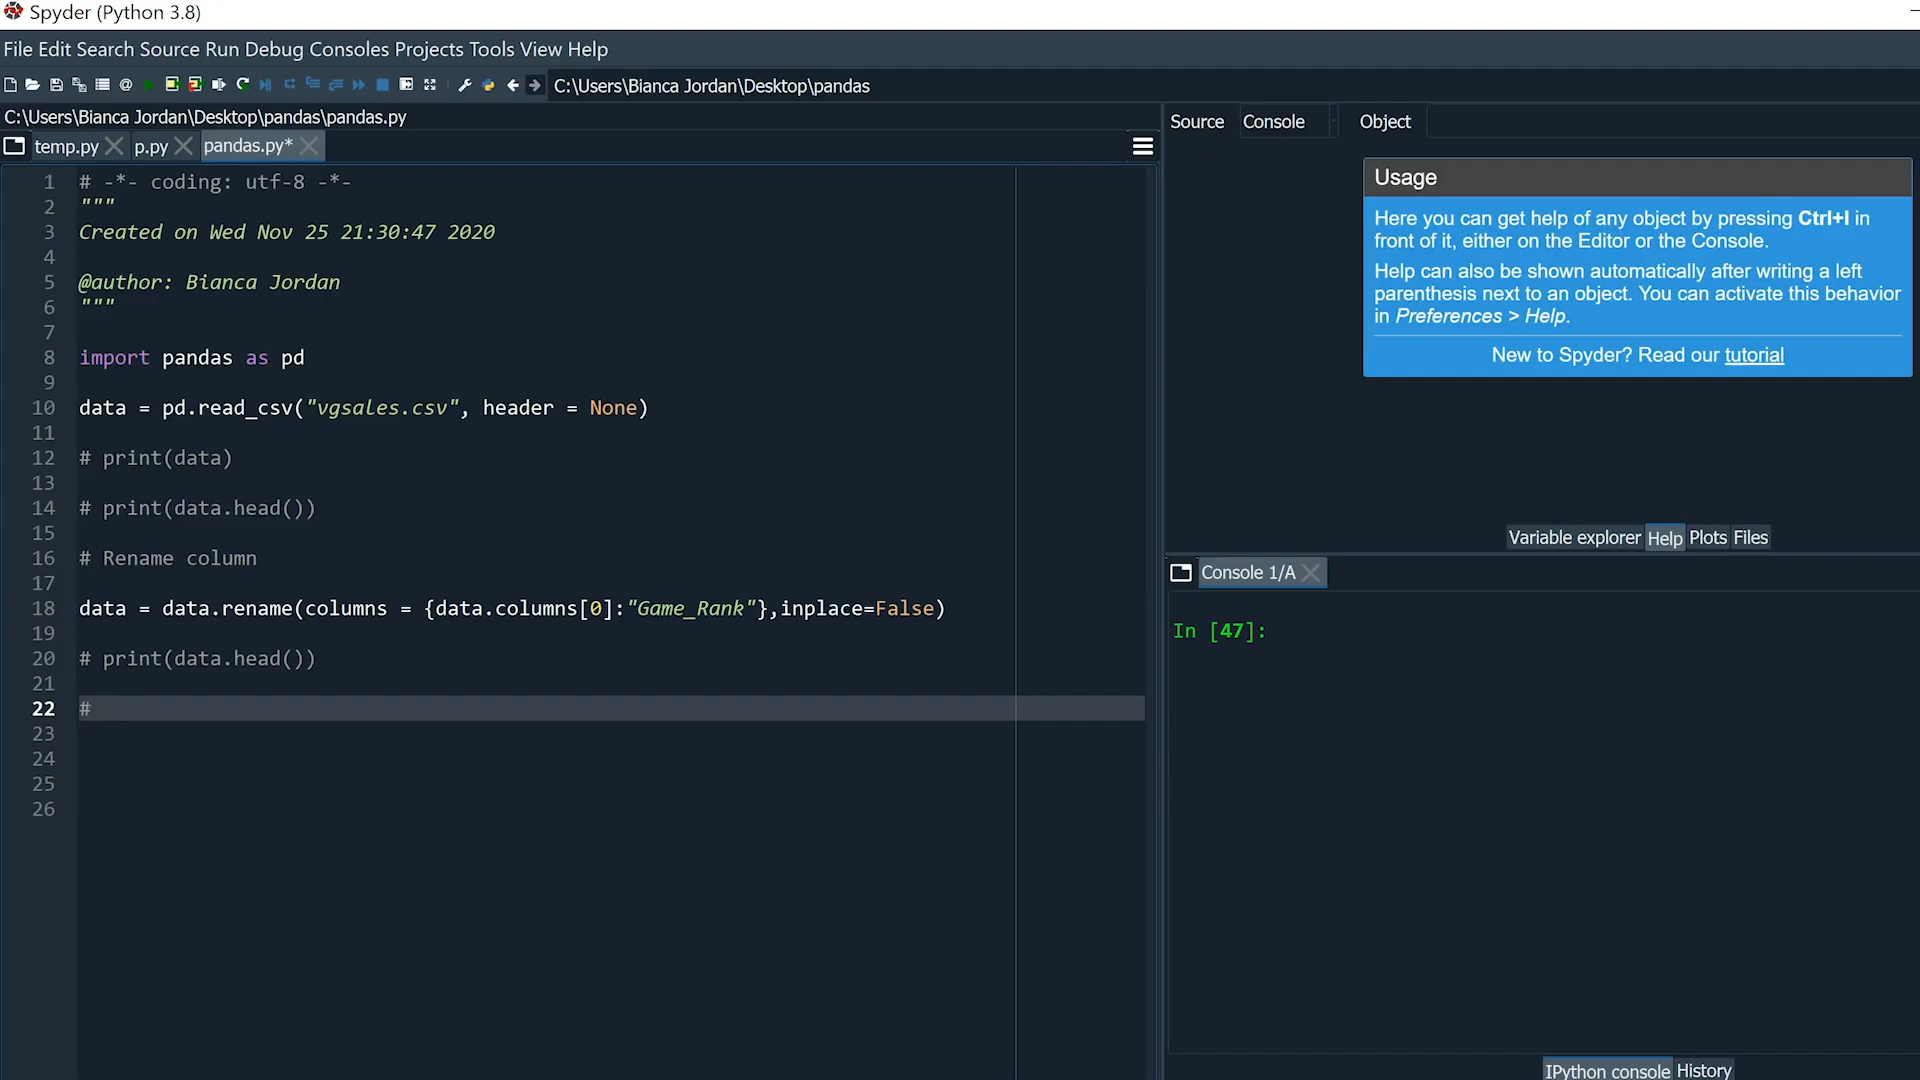 Spyder (Python 3.8)
File Edit Search Source Run Debug Consoles Projects Tools View Help
C:\Users\Bianca Jordan\Desktop\pandas
C:\Users\Bianca Jordan\Desktop\pandas\pandas.py
temp.py p.py pandas.py*
1 # -*- coding: utf-8 -*-
2 """
3 Created on Wed Nov 25 21:30:47 2020
4
5 @author: Bianca Jordan
6 """
7
8 import pandas as pd
9
10 data = pd.read_csv("vgsales.csv", header = None)
11
12 # print(data)
13
14 # print(data.head())
15
16 # Rename column
17
18 data = data.rename(columns = {data.columns[0]:"Game_Rank"},inplace=False)
19
20 # print(data.head())
21
22 #
23
24
25
26
Source Console Object
Usage
Here you can get help of any object by pressing Ctrl+I in
front of it, either on the Editor or the Console.
Help can also be shown automatically after writing a left
parenthesis next to an object. You can activate this behavior
in Preferences > Help.
New to Spyder? Read our tutorial
Variable explorer Help Plots Files
Console 1/A
In [47]:
IPython console History